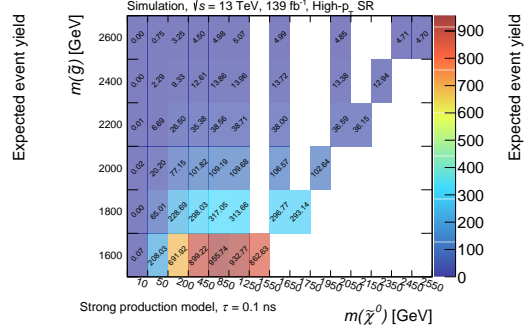 Simulation, √s = 13 TeV, 139 fb⁻¹, High-p_T SR
Expected event yield
m(g̃) [GeV]
2600
2400
2200
2000
1800
1600
0.00 0.75 3.25 4.50 4.98 5.07 4.99 4.85 4.71 4.70
0.00 2.29 9.33 12.61 13.86 13.96 13.72 13.38 12.94
0.01 6.69 26.50 35.38 38.56 38.71 38.00 36.59 36.15
0.02 20.20 77.15 101.82 109.19 109.68 106.57 102.64
0.00 65.01 228.69 298.03 317.05 313.66 296.77 293.14
0.07 208.03 691.92 899.22 955.74 932.77 862.63
10 50 200 450 850 1250 1550 1650 1750 1950 2050 2150 2350 2450 2550
m(χ̃⁰) [GeV]
Strong production model, τ = 0.1 ns
900
800
700
600
500
400
300
200
100
0
Expected event yield